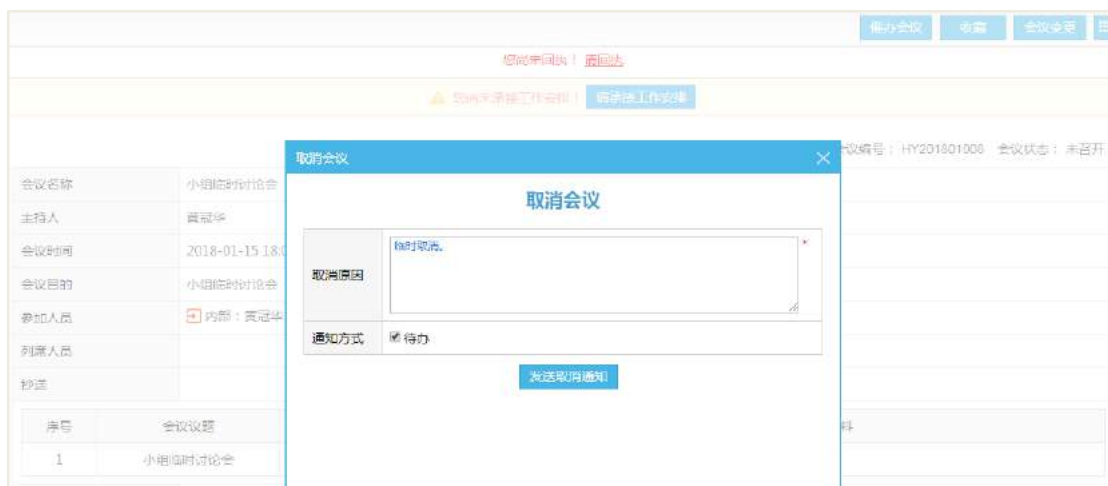 催办会议 收藏 会议变更
您尚未回执！ 请回执
您尚未承接工作安排！ 请承接工作安排
会议编号： HY201801006 会议状态： 未召开
取消会议
取消会议
会议名称 小组临时讨论会
主持人 黄冠华
会议时间 2018-01-15 18:
会议目的 小组临时讨论会
参加人员 内部：黄冠华
列席人员
抄送
取消原因 临时取消。 *
通知方式 待办
发送取消通知
序号 会议议题 料
1 小组临时讨论会